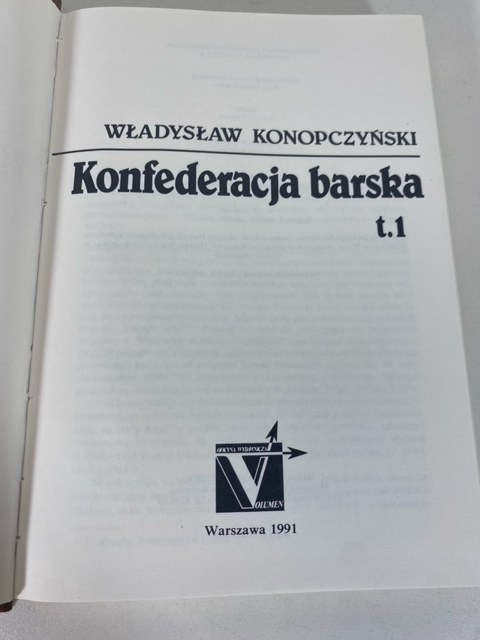 WŁADYSŁAW KONOPCZYŃSKI
Konfederacja barska
t.1
OFICYNA WYDAWNICZA
VOLUMEN
Warszawa 1991